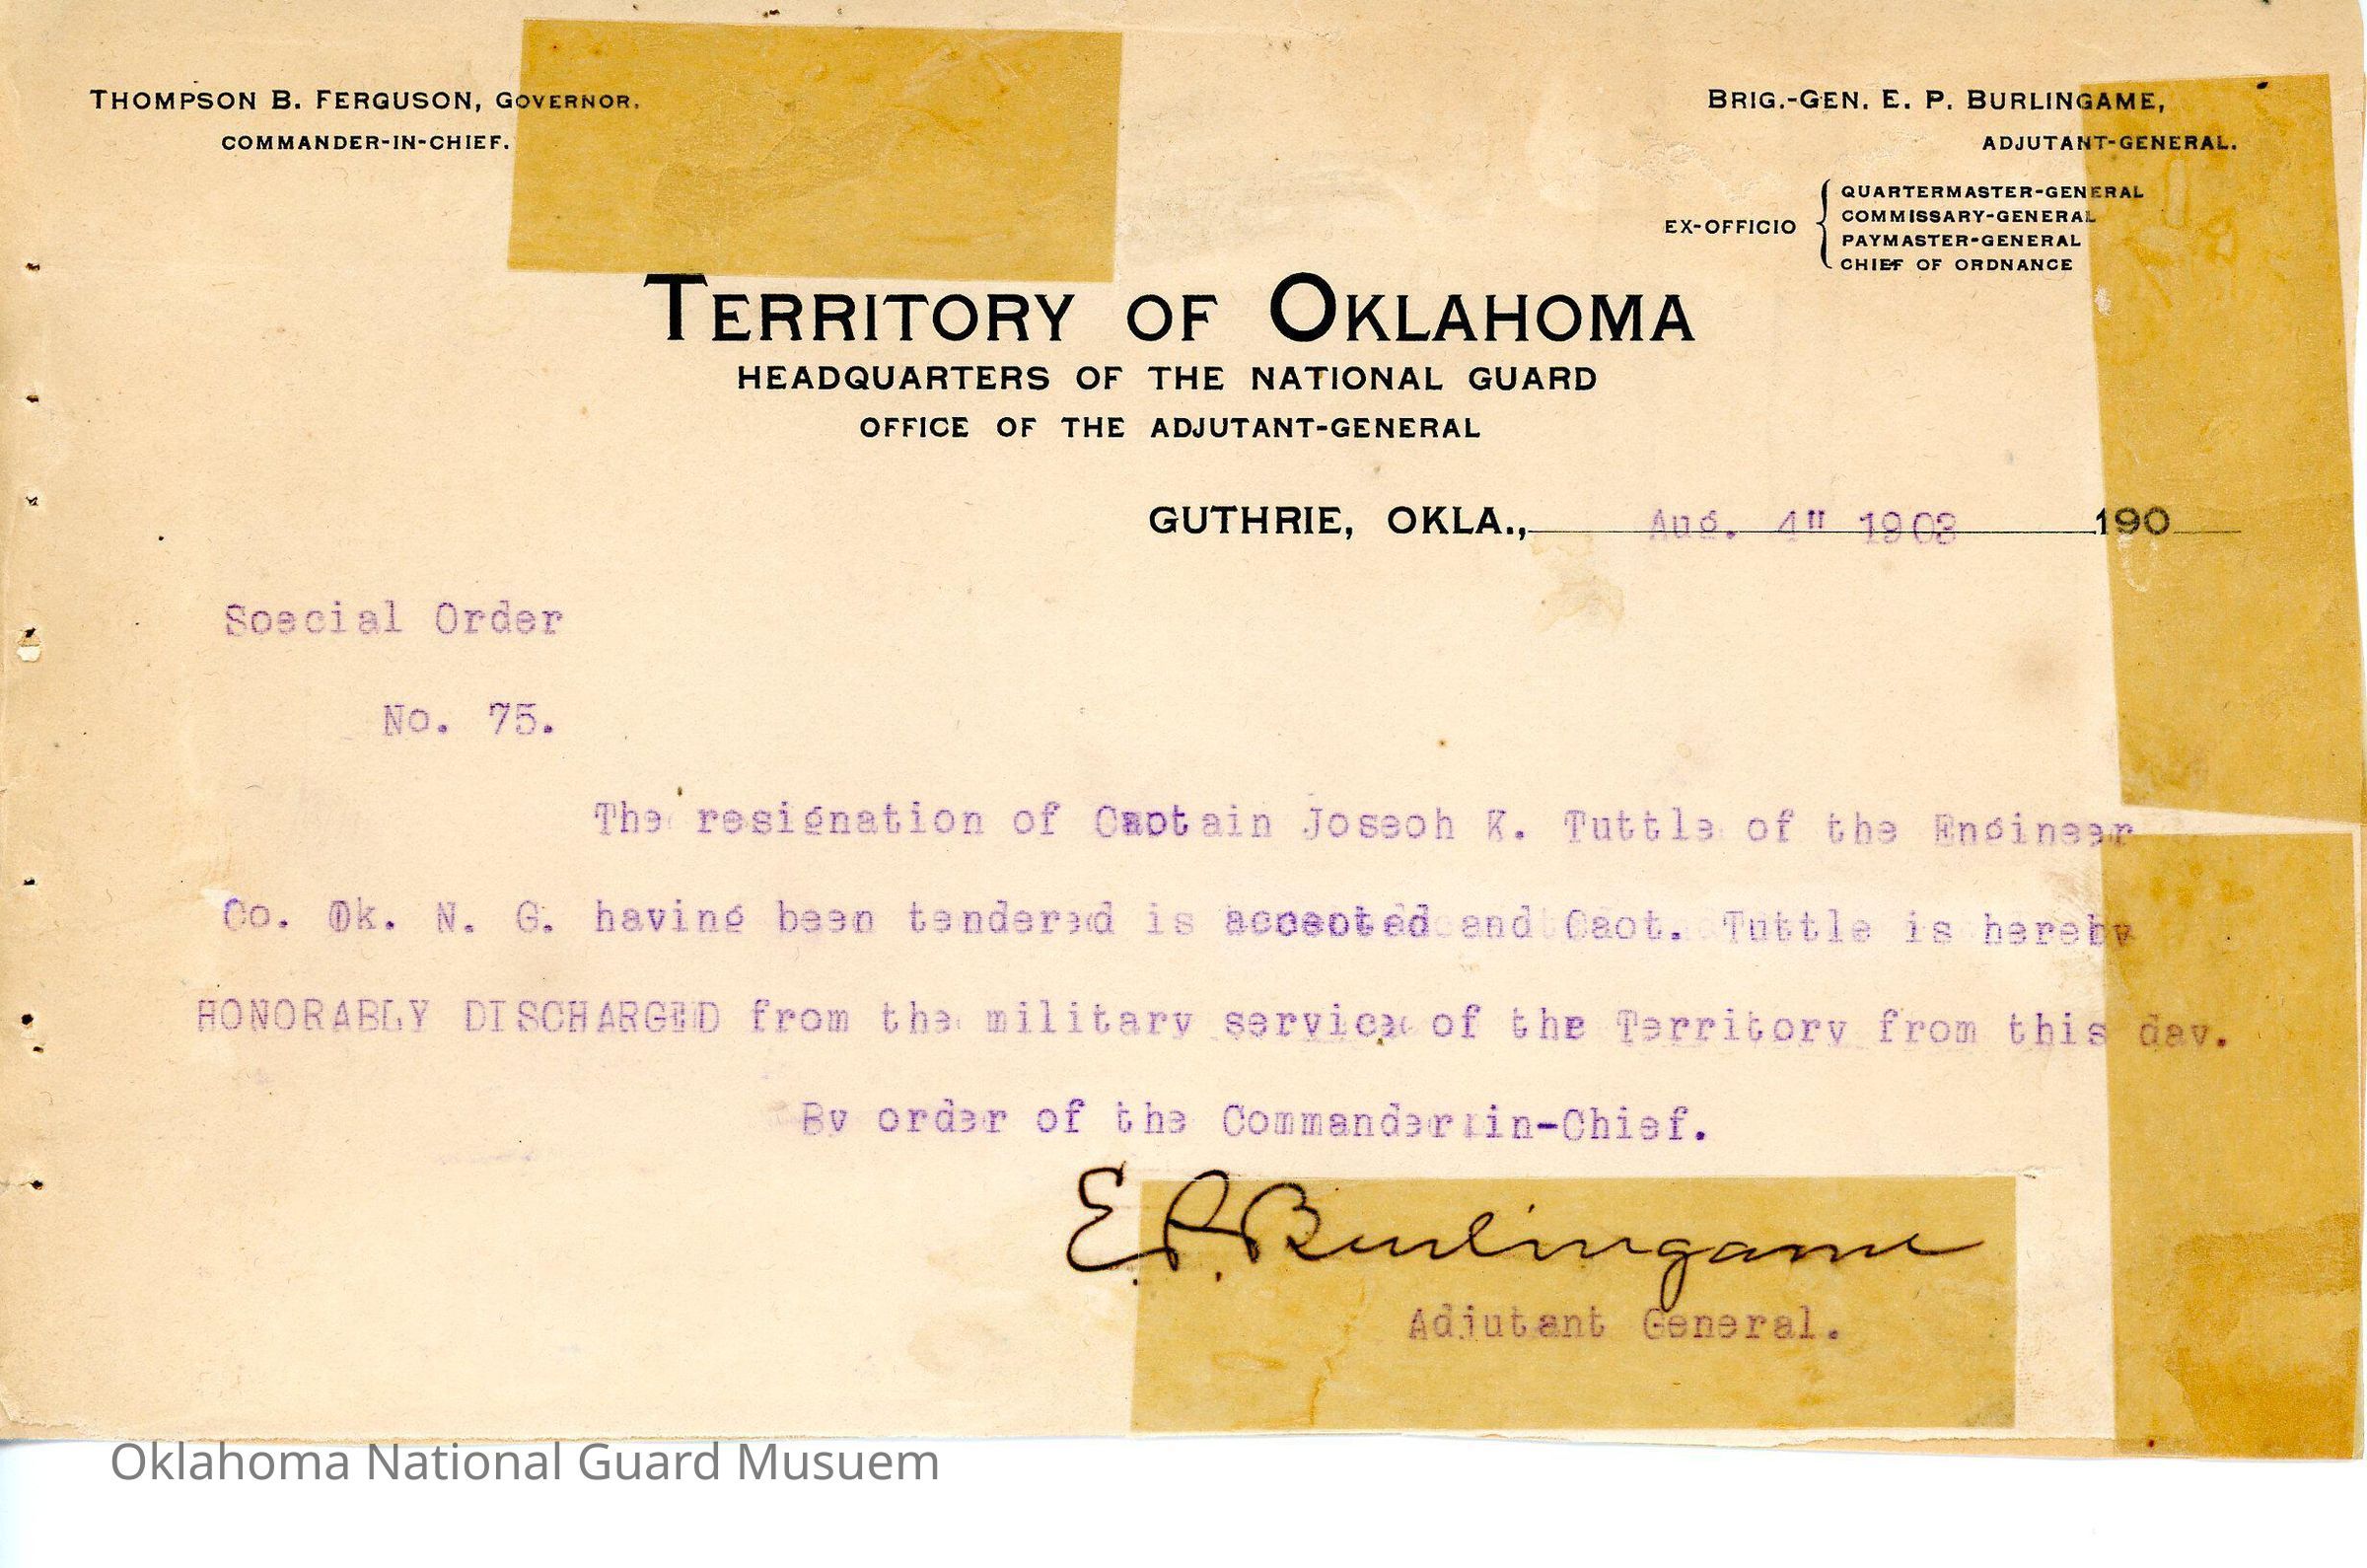 THOMPSON B. FERGUSON, GOVERNOR.
COMMANDER-IN-CHIEF.
BRIG.-GEN. E. P. BURLINGAME,
ADJUTANT-GENERAL.
EX-OFFICIO
QUARTERMASTER-GENERAL
COMMISSARY-GENERAL
PAYMASTER-GENERAL
CHIEF OF ORDNANCE
TERRITORY OF OKLAHOMA
HEADQUARTERS OF THE NATIONAL GUARD
OFFICE OF THE ADJUTANT-GENERAL
GUTHRIE, OKLA., Aug. 4" 1903 190
Special Order
No. 75.
The resignation of Captain Joseph K. Tuttle of the Engineer
Co. Ok. N. G. having been tendered is accepted and Capt. Tuttle is hereby
HONORABLY DISCHARGED from the military service of the Territory from this day.
By order of the Commander in-Chief.
E. P. Burlingame
Adjutant General.
Oklahoma National Guard Musuem